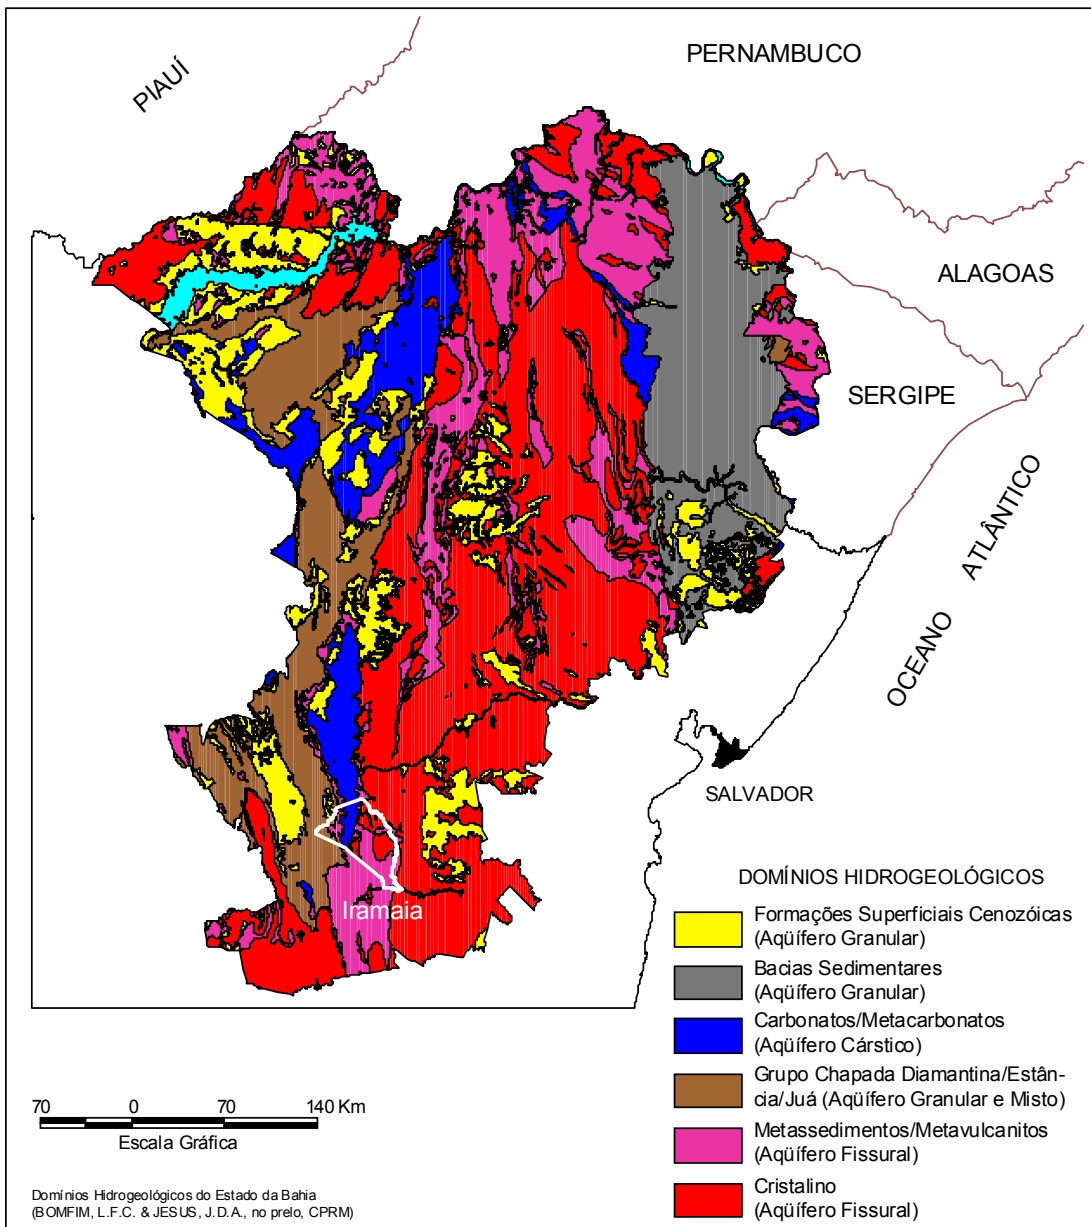 PERNAMBUCO
PIAUÍ
ALAGOAS
SERGIPE
OCEANO ATLÂNTICO
SALVADOR
Iramaia
DOMÍNIOS HIDROGEOLÓGICOS
Formações Superficiais Cenozóicas
(Aqüífero Granular)
Bacias Sedimentares
(Aqüífero Granular)
Carbonatos/Metacarbonatos
(Aqüífero Cárstico)
Grupo Chapada Diamantina/Estân-
cia/Juá (Aqüífero Granular e Misto)
Metassedimentos/Metavulcanitos
(Aqüífero Fissural)
Cristalino
(Aqüífero Fissural)
70 0 70 140 Km
Escala Gráfica
Domínios Hidrogeológicos do Estado da Bahia
(BOMFIM, L.F.C. & JESUS, J.D.A., no prelo, CPRM)